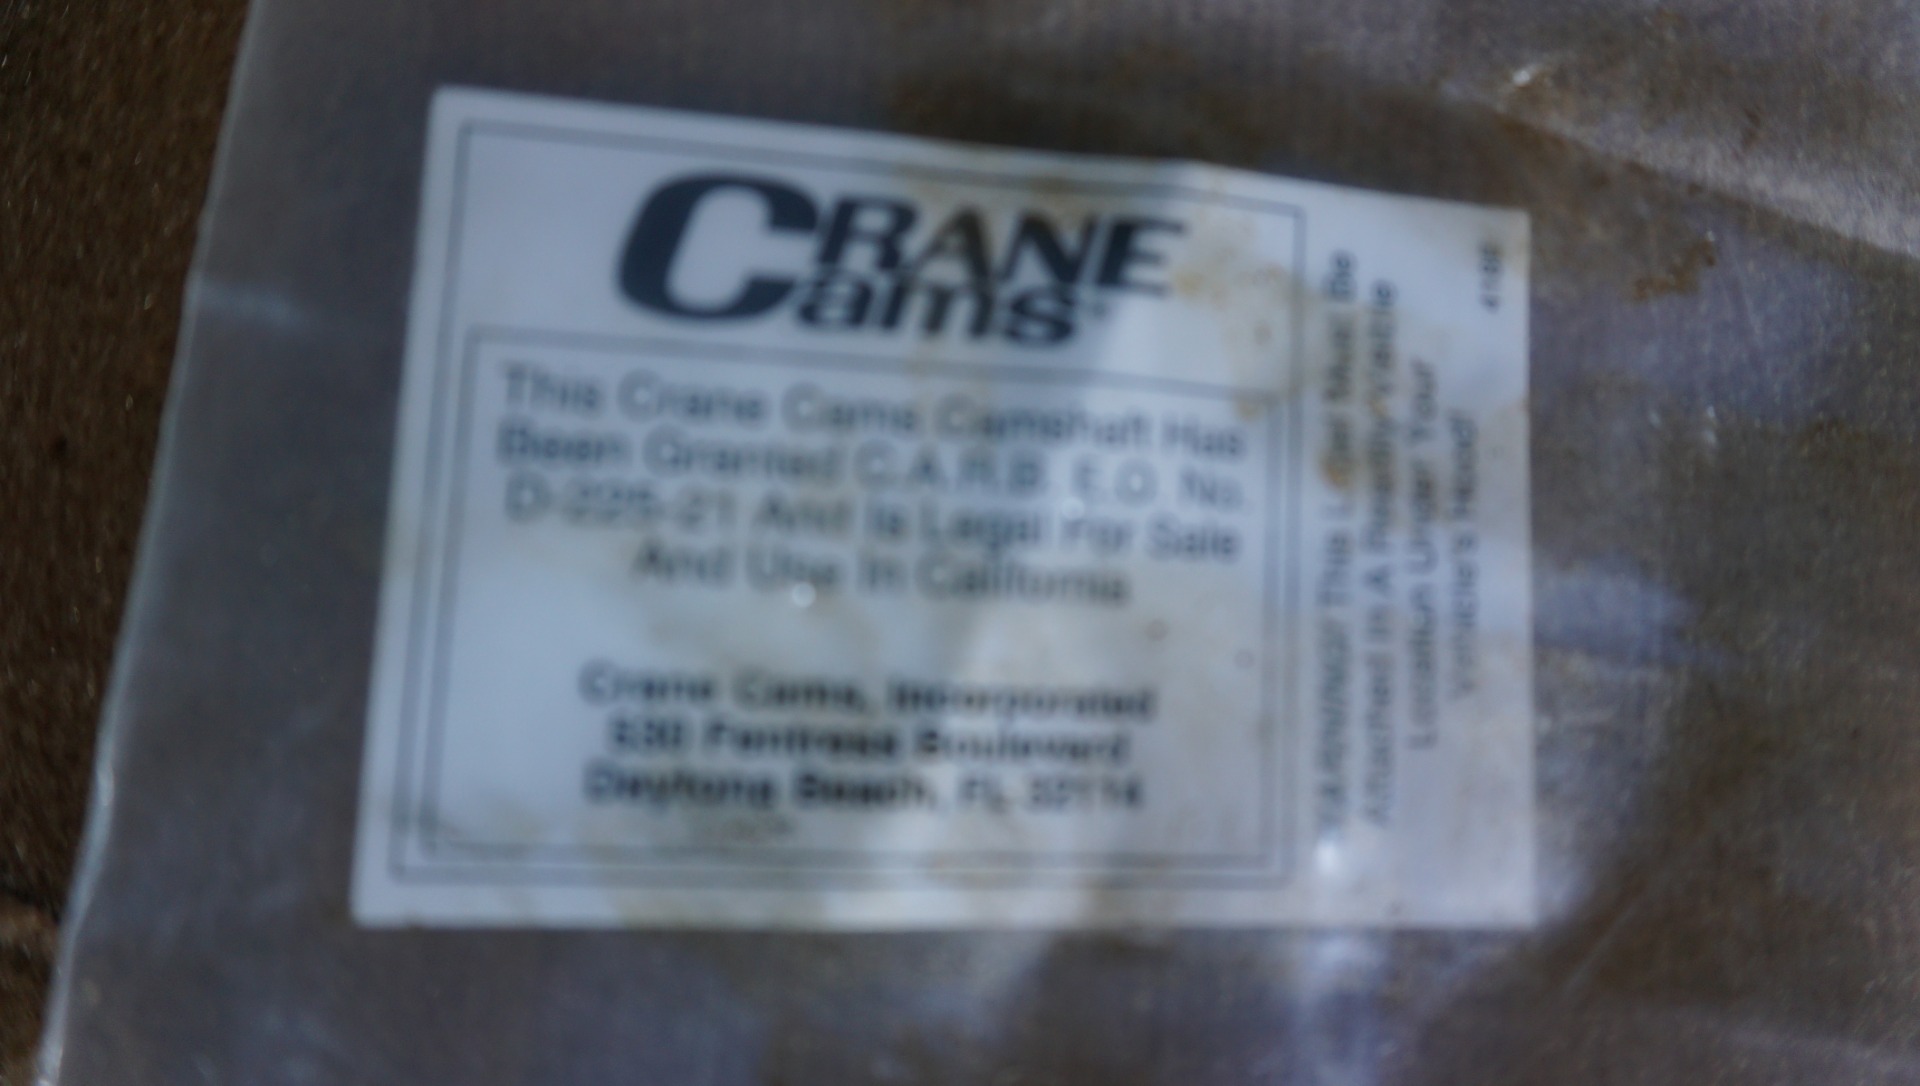 CRANE
Cams
This Crane Cams Camshaft Has
Been Granted C.A.R.B. E.O. No.
D-225-21 And Is Legal For Sale
And Use In California
Crane Cams, Incorporated
530 Fentress Boulevard
Daytona Beach, FL 32114
WARNING! This Label Must Be
Attached In A Readily Visible
Location Under Your
Vehicle's Hood!